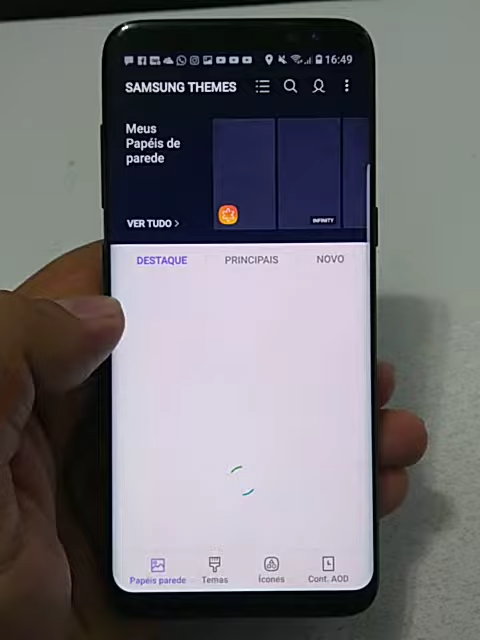 16:49
SAMSUNG THEMES
Meus
Papéis de
parede
VER TUDO >
INFINITY
DESTAQUE
PRINCIPAIS
NOVO
Papéis parede
Temas
Ícones
Cont. AOD